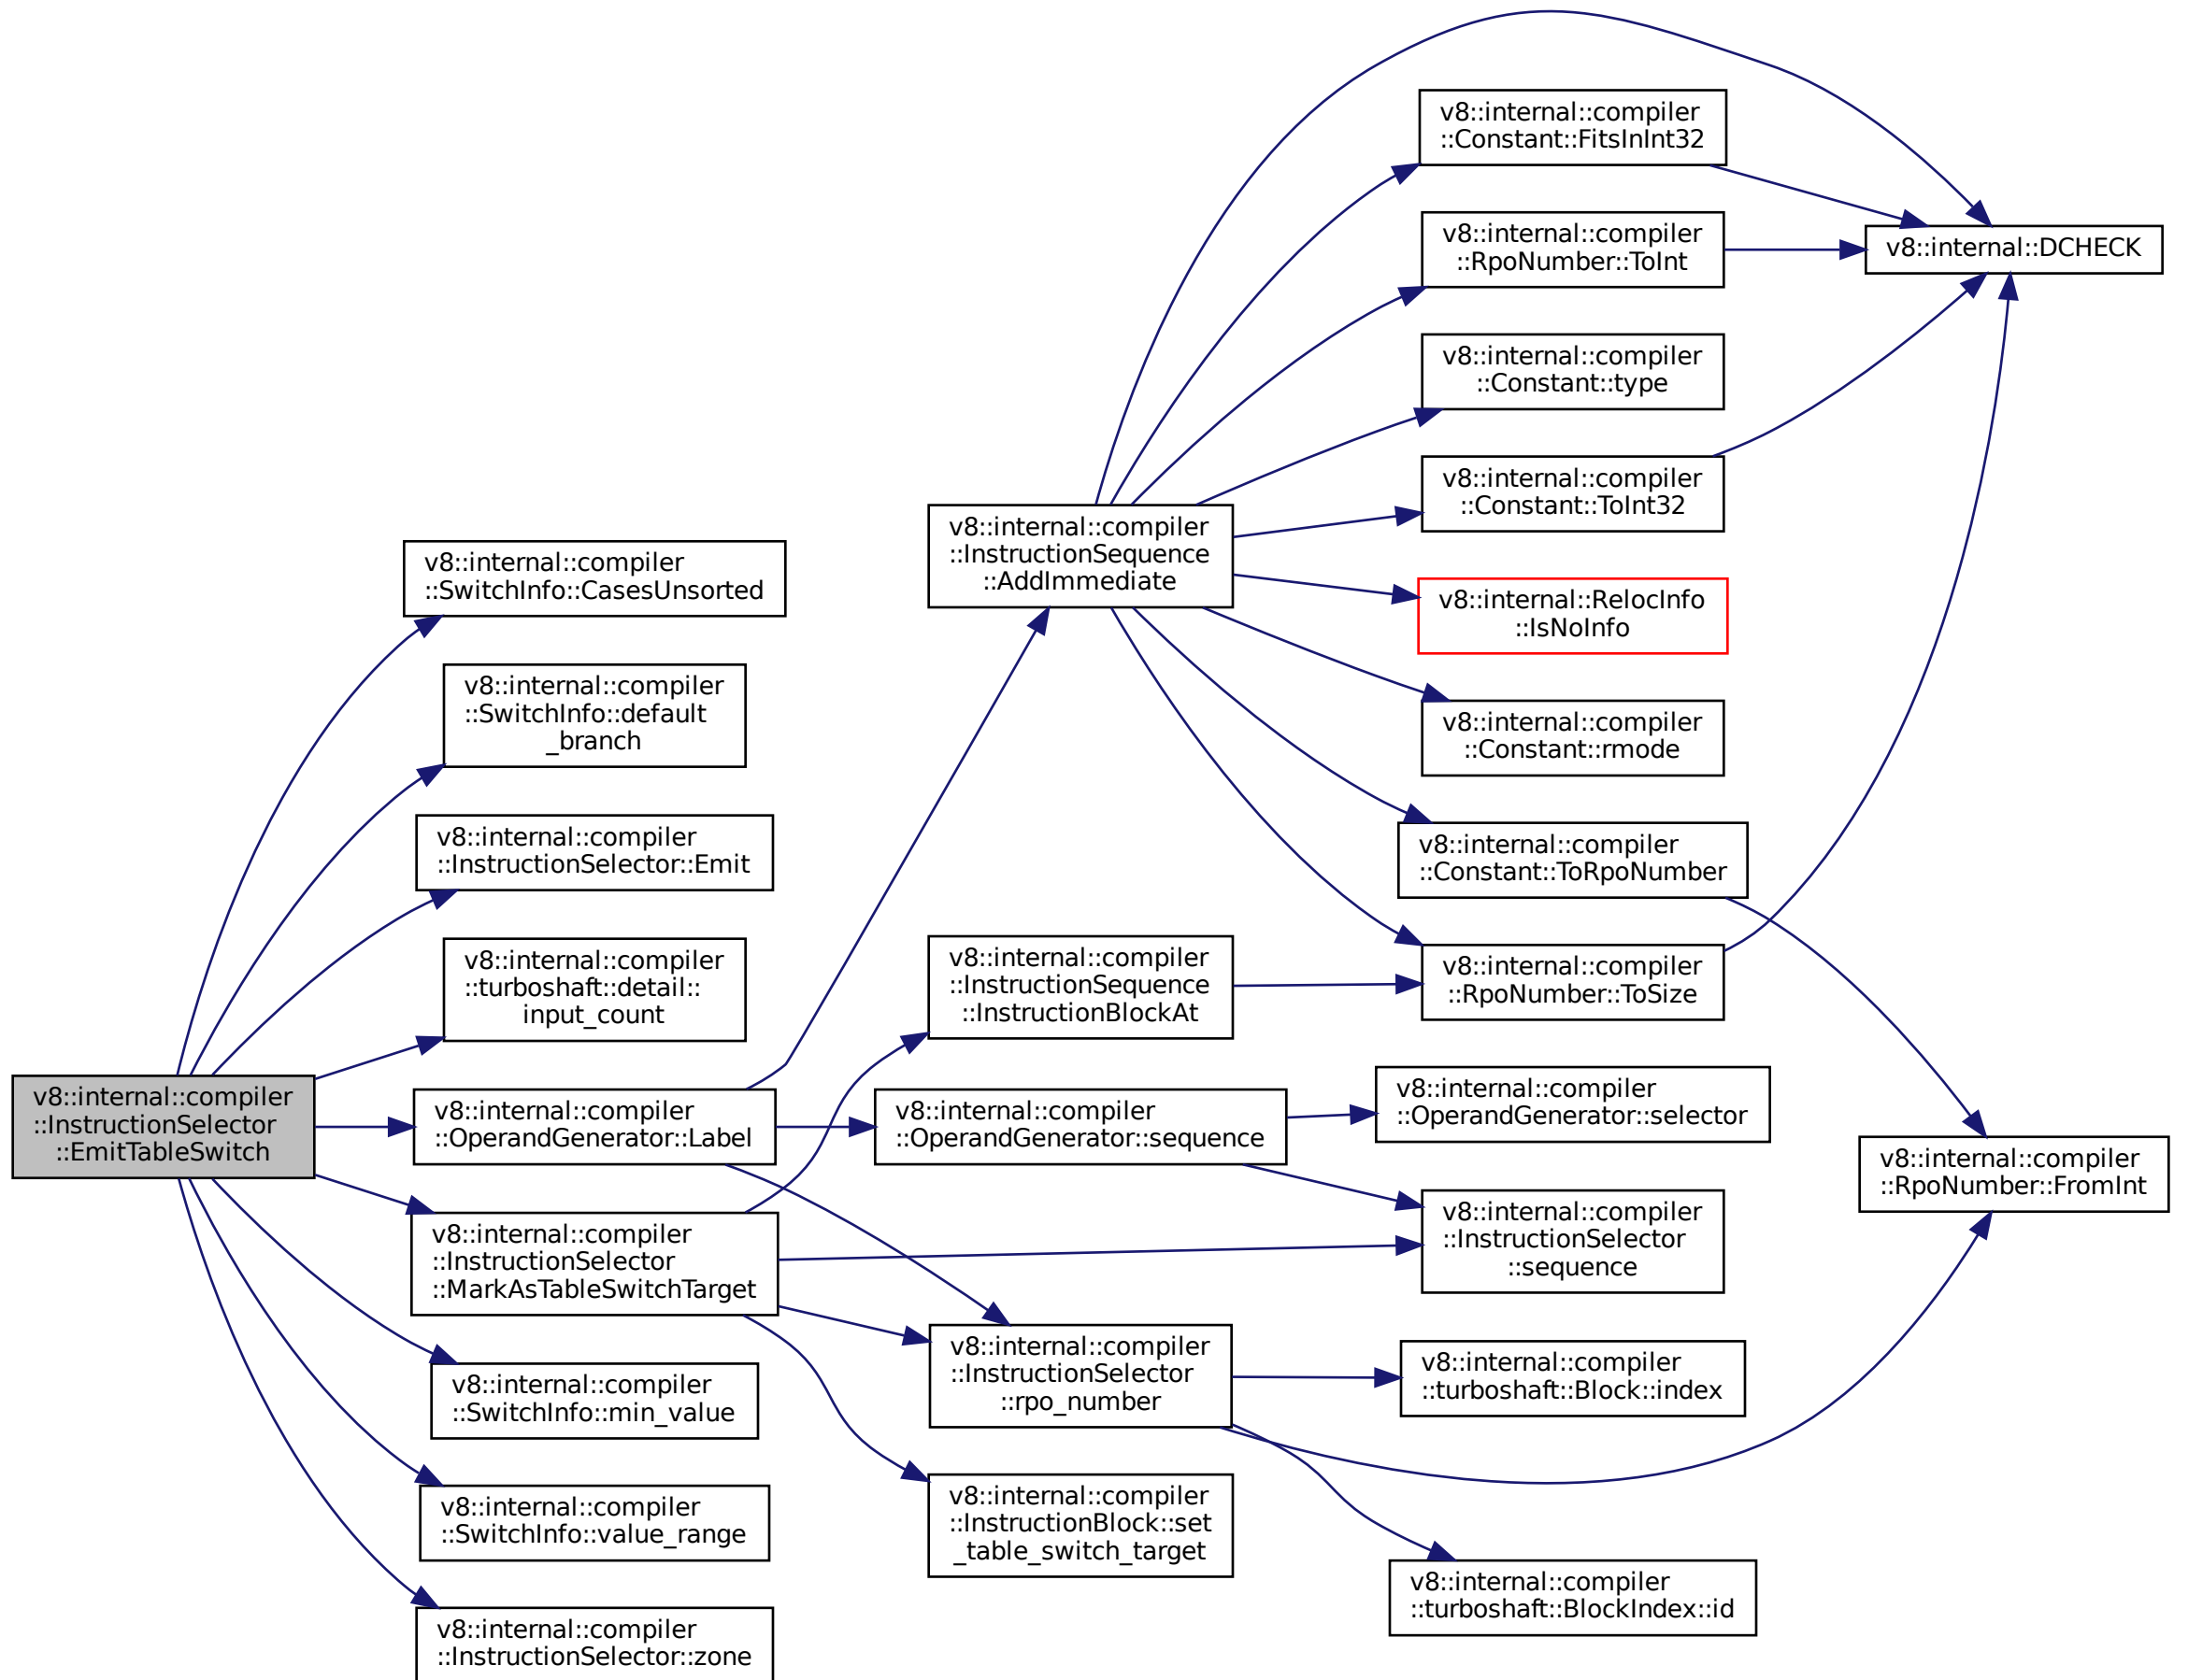 v8::internal::compiler
::InstructionSelector
::EmitTableSwitch
v8::internal::compiler
::SwitchInfo::CasesUnsorted
v8::internal::compiler
::SwitchInfo::default
_branch
v8::internal::compiler
::InstructionSelector::Emit
v8::internal::compiler
::turboshaft::detail::
input_count
v8::internal::compiler
::OperandGenerator::Label
v8::internal::compiler
::InstructionSelector
::MarkAsTableSwitchTarget
v8::internal::compiler
::SwitchInfo::min_value
v8::internal::compiler
::SwitchInfo::value_range
v8::internal::compiler
::InstructionSelector::zone
v8::internal::compiler
::InstructionSequence
::AddImmediate
v8::internal::compiler
::InstructionSequence
::InstructionBlockAt
v8::internal::compiler
::OperandGenerator::sequence
v8::internal::compiler
::InstructionSelector
::rpo_number
v8::internal::compiler
::InstructionBlock::set
_table_switch_target
v8::internal::compiler
::Constant::FitsInInt32
v8::internal::compiler
::RpoNumber::ToInt
v8::internal::compiler
::Constant::type
v8::internal::compiler
::Constant::ToInt32
v8::internal::RelocInfo
::IsNoInfo
v8::internal::compiler
::Constant::rmode
v8::internal::compiler
::Constant::ToRpoNumber
v8::internal::compiler
::RpoNumber::ToSize
v8::internal::compiler
::OperandGenerator::selector
v8::internal::compiler
::InstructionSelector
::sequence
v8::internal::compiler
::turboshaft::Block::index
v8::internal::compiler
::turboshaft::BlockIndex::id
v8::internal::DCHECK
v8::internal::compiler
::RpoNumber::FromInt